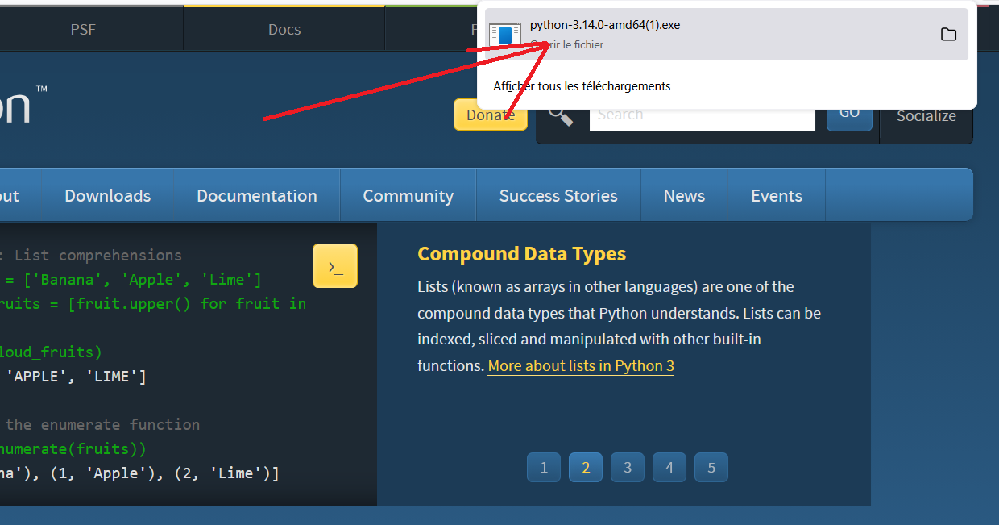 PSF
Docs
python-3.14.0-amd64(1).exe
le fichier
Afficher tous les téléchargements
on™
Donate
Search
GO
Socialize
out
Downloads
Documentation
Community
Success Stories
News
Events
: List comprehensions
= ['Banana', 'Apple', 'Lime']
ruits = [fruit.upper() for fruit in
loud_fruits)
'APPLE', 'LIME']
the enumerate function
numerate(fruits))
na'), (1, 'Apple'), (2, 'Lime')]
>_
Compound Data Types
Lists (known as arrays in other languages) are one of the
compound data types that Python understands. Lists can be
indexed, sliced and manipulated with other built-in
functions. More about lists in Python 3
1
2
3
4
5